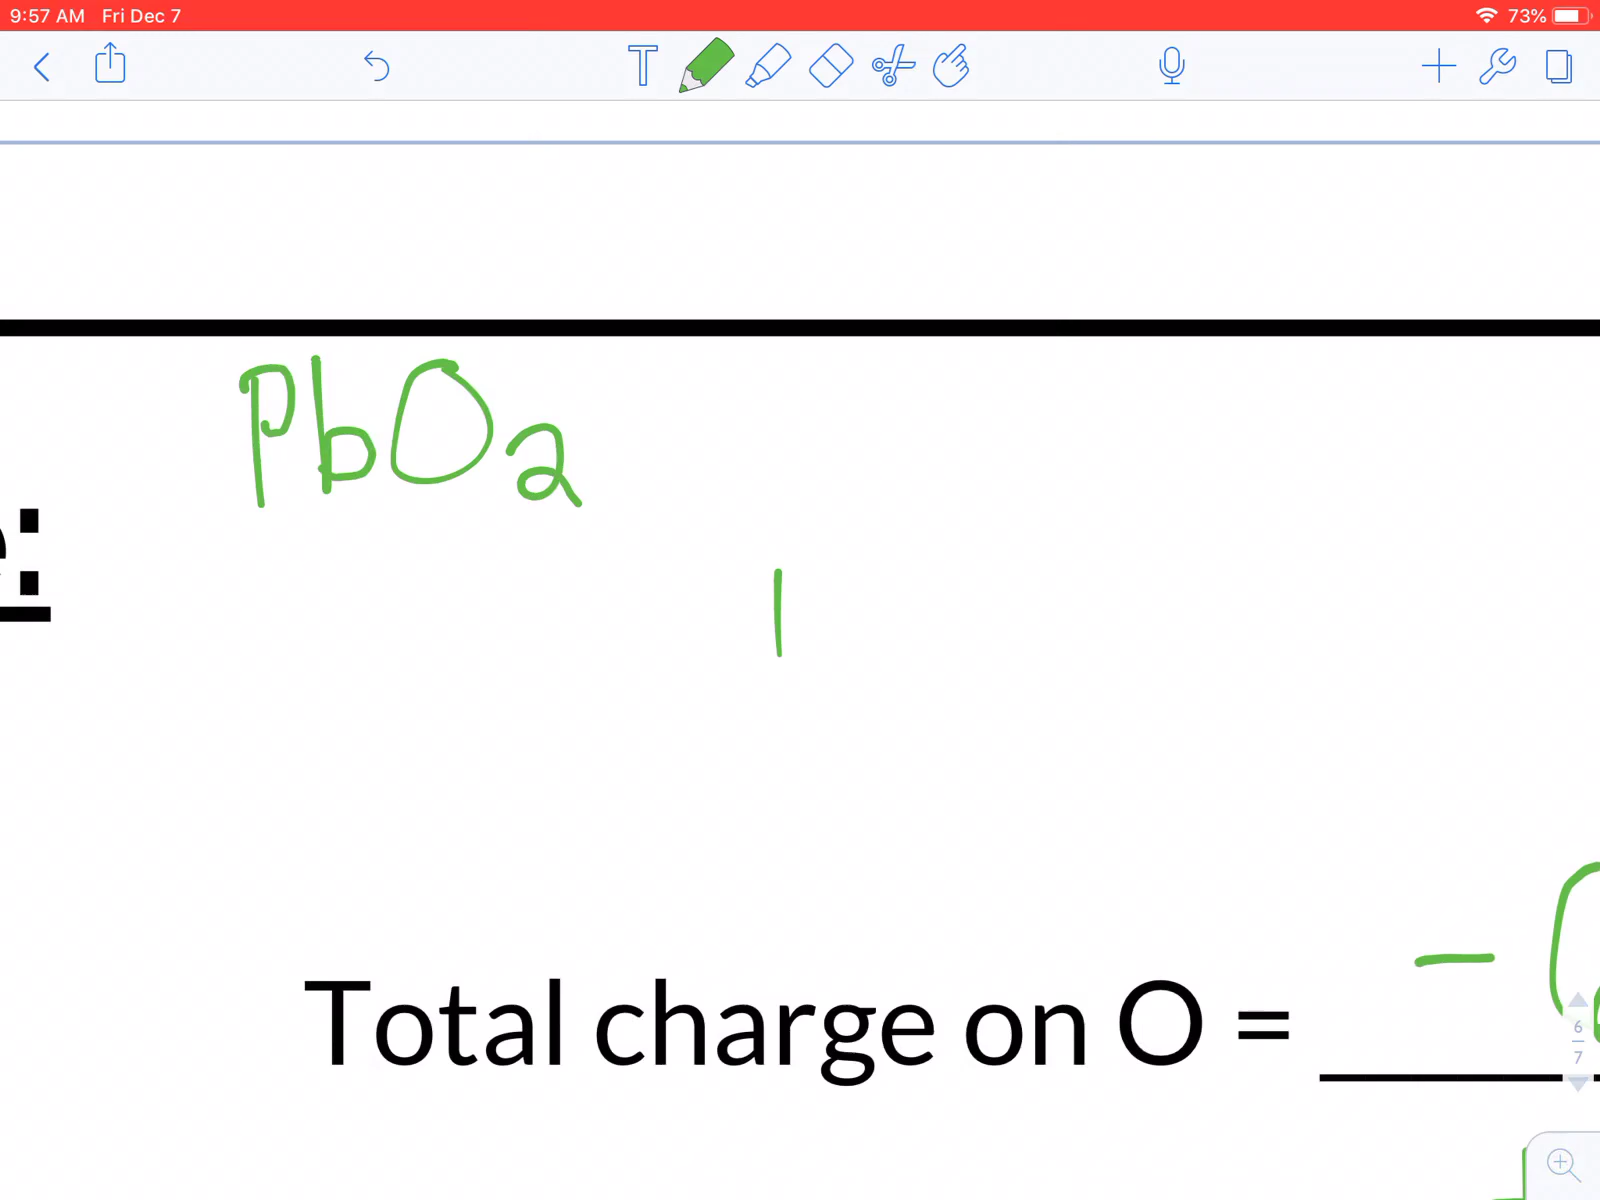 9:57 AM Fri Dec 7 73%
T
PbO₂
e:
|
Total charge on O = -
6
7